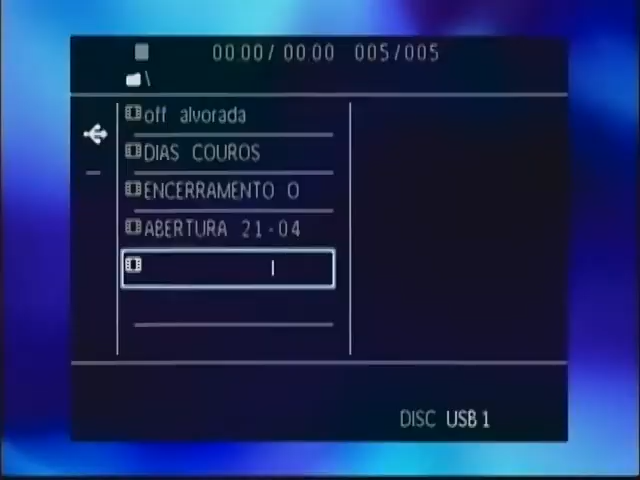 00:00/ 00:00 005/005
\
off alvorada
DIAS COUROS
ENCERRAMENTO O
ABERTURA 21-04
|
DISC USB 1